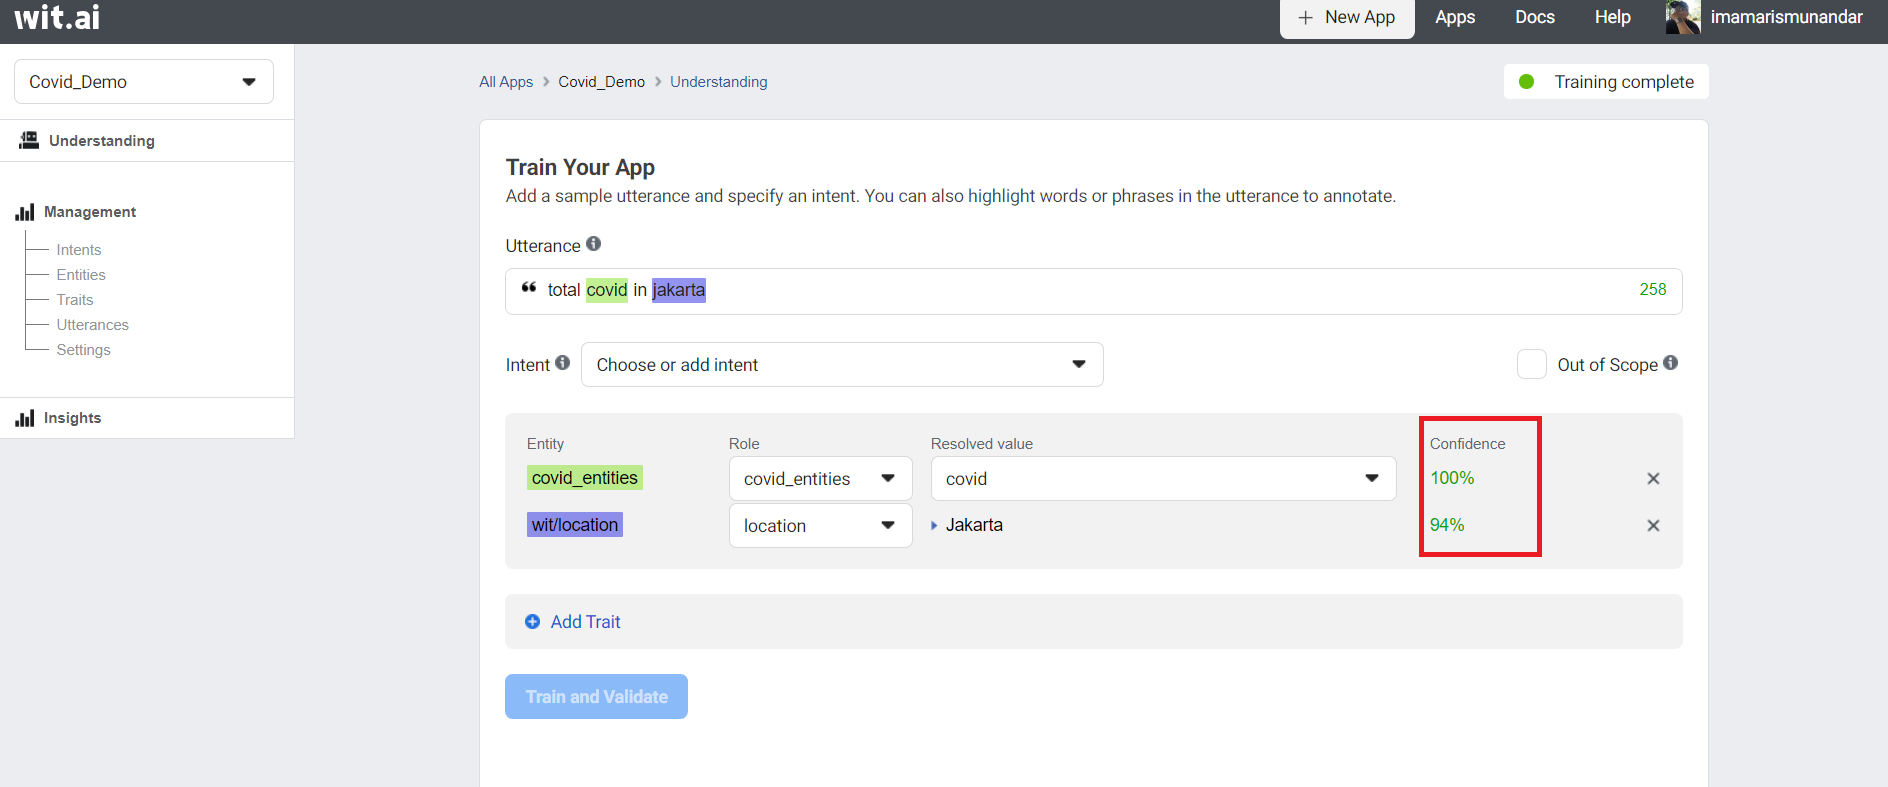 wit.ai
New App
Apps
Docs
Help
imamarismunandar
Covid_Demo
Understanding
Management
Intents
Entities
Traits
Utterances
Settings
Insights
All Apps > Covid_Demo > Understanding
Training complete
Train Your App
Add a sample utterance and specify an intent. You can also highlight words or phrases in the utterance to annotate.
Utterance
❝ total covid in jakarta
258
Intent
Choose or add intent
Out of Scope
Entity Role Resolved value Confidence
covid_entities covid_entities covid 100%
wit/location location Jakarta 94%
Add Trait
Train and Validate